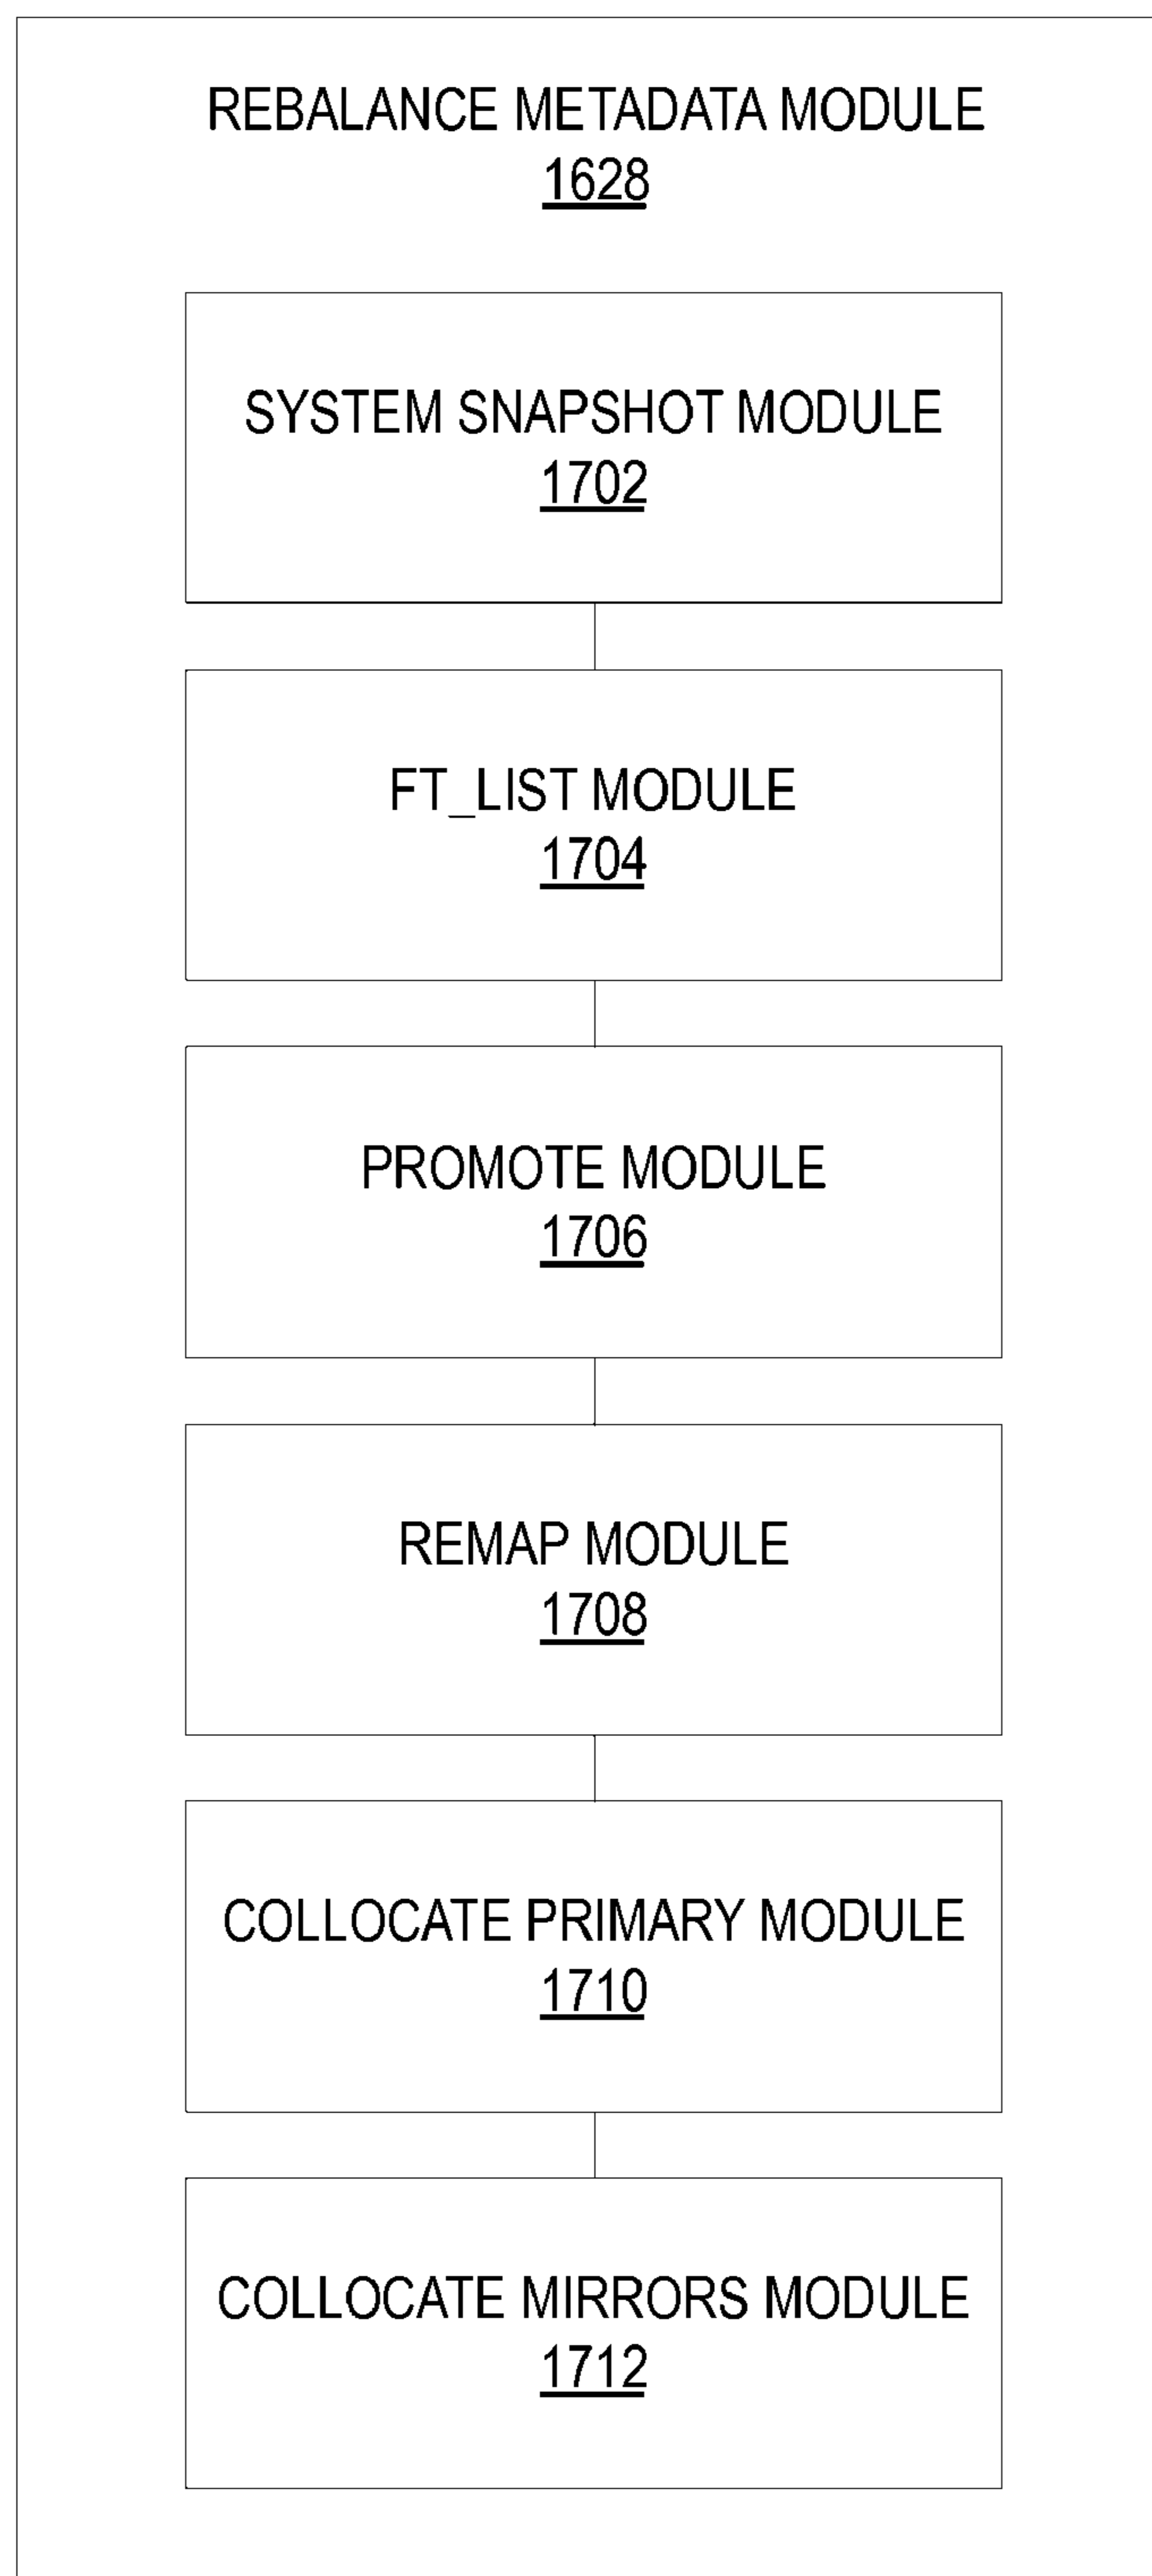 REBALANCE METADATA MODULE
1628
SYSTEM SNAPSHOT MODULE
1702
FT_LIST MODULE
1704
PROMOTE MODULE
1706
REMAP MODULE
1708
COLLOCATE PRIMARY MODULE
1710
COLLOCATE MIRRORS MODULE
1712